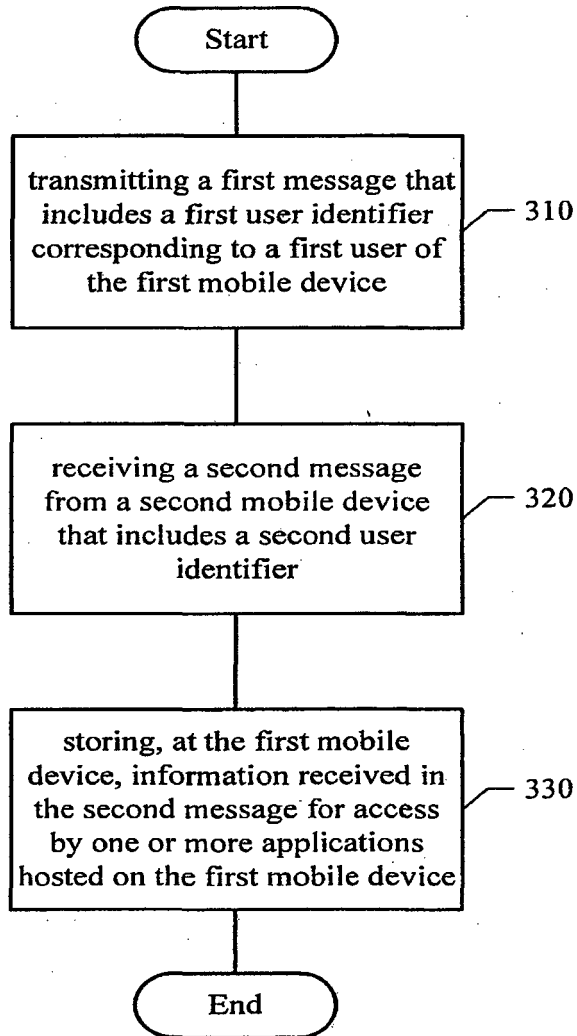 Start
transmitting a first message that
includes a first user identifier
corresponding to a first user of
the first mobile device
310
receiving a second message
from a second mobile device
that includes a second user
identifier
320
storing, at the first mobile
device, information received in
the second message for access
by one or more applications
hosted on the first mobile device
330
End